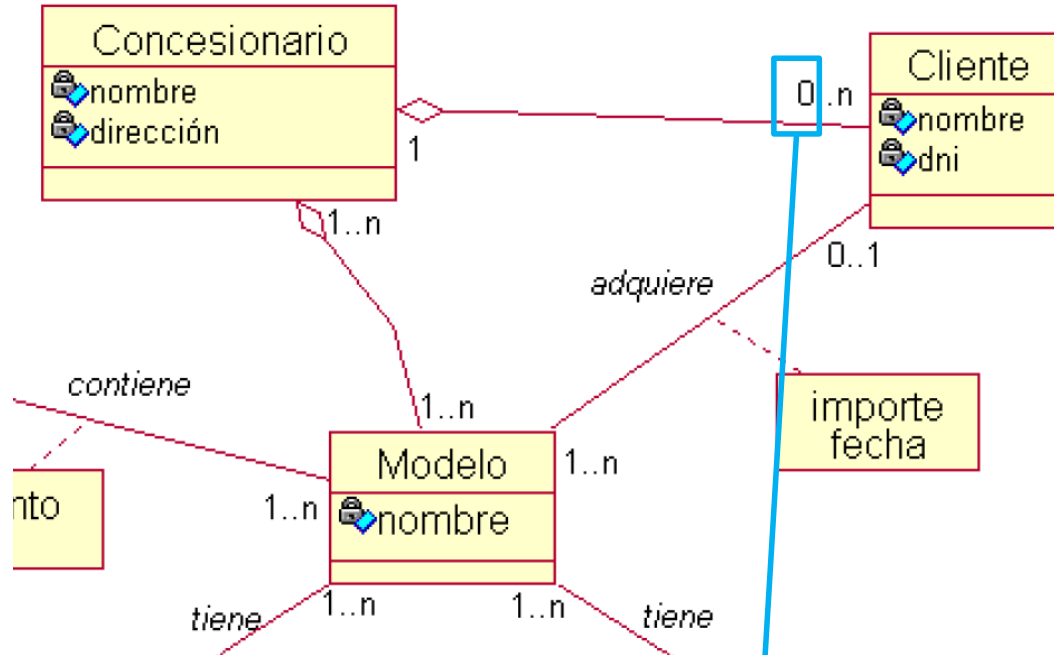 Concesionario
nombre
dirección
1
0..n
Cliente
nombre
dni
1..n
0..1
adquiere
contiene
1..n
importe
fecha
Modelo
1..n
1..n
nombre
nto
1..n
1..n
tiene
tiene